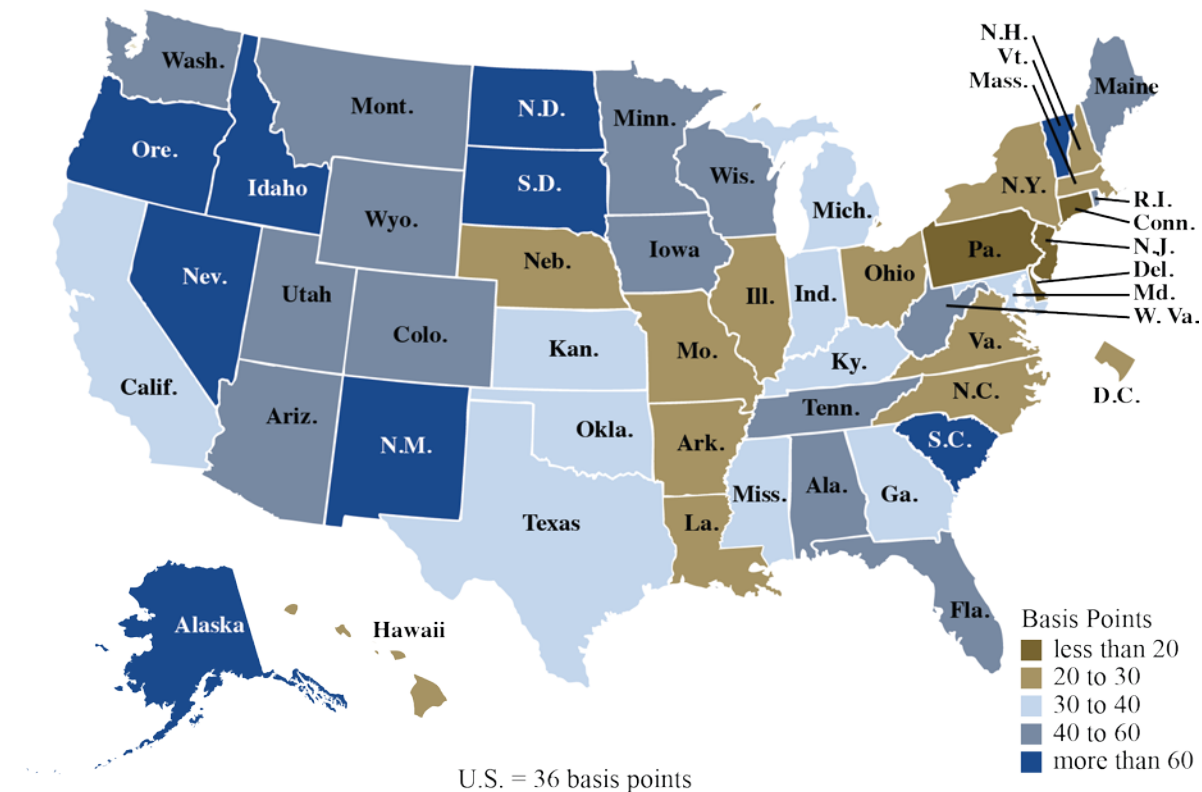 N.H.
Vt.
Mass.
Wash.
Mont.
N.D.
Minn.
Maine
Ore.
Idaho
S.D.
Wis.
N.Y.
Wyo.
Mich.
R.I.
Conn.
N.J.
Del.
Md.
W. Va.
Nev.
Utah
Neb.
Iowa
Pa.
Ohio
Ill.
Ind.
Colo.
Kan.
Mo.
Ky.
Va.
Calif.
Ariz.
N.M.
Okla.
Ark.
Tenn.
N.C.
D.C.
S.C.
Texas
La.
Miss.
Ala.
Ga.
Fla.
Alaska
Hawaii
Basis Points
less than 20
20 to 30
30 to 40
40 to 60
more than 60
U.S. = 36 basis points